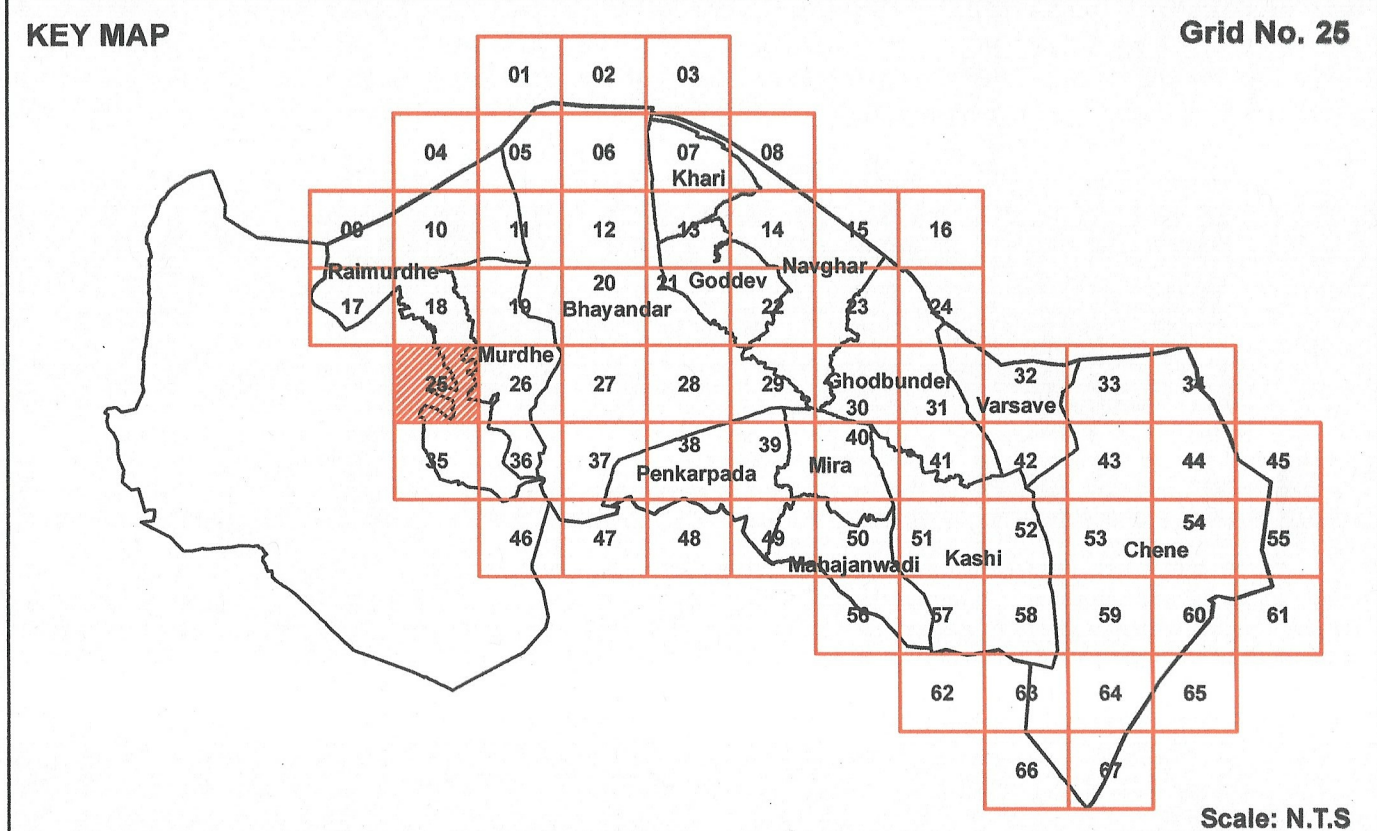 KEY MAP
Grid No. 25
01 02 03
04 05 06 07 08
Khari
09 10 11 12 13 14 15 16
Raimurdhe Navghar
Goddev
17 18 19 20 21 22 23 24
Bhayandar
Murdhe
25 26 27 28 29 30 31 32 33 34
Ghodbunder
Varsave
35 36 37 38 39 40 41 42 43 44 45
Penkarpada Mira
46 47 48 49 50 51 52 53 54 55
Mahajanwadi Kashi Chene
56 57 58 59 60 61
62 63 64 65
66 67
Scale: N.T.S